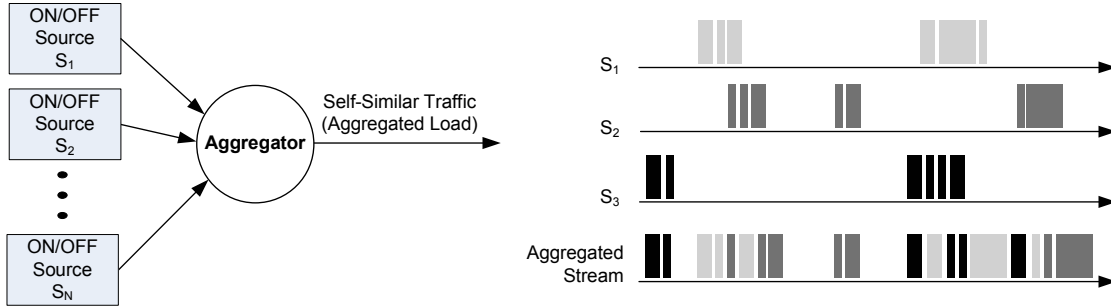 ON/OFF
Source
S1
ON/OFF
Source
S2
ON/OFF
Source
SN
Aggregator
Self-Similar Traffic
(Aggregated Load)
S1
S2
S3
Aggregated
Stream